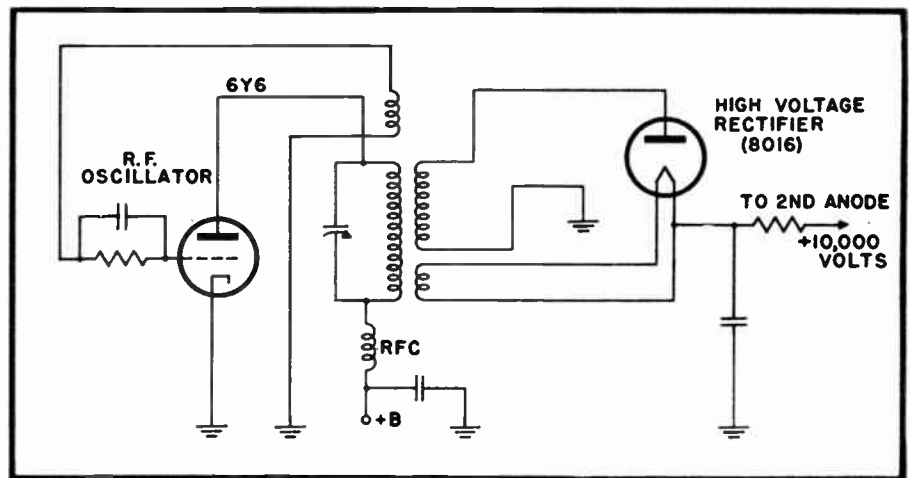 6Y6
R.F.
OSCILLATOR
HIGH VOLTAGE
RECTIFIER
(8016)
TO 2ND ANODE
+10,000
VOLTS
RFC
+B